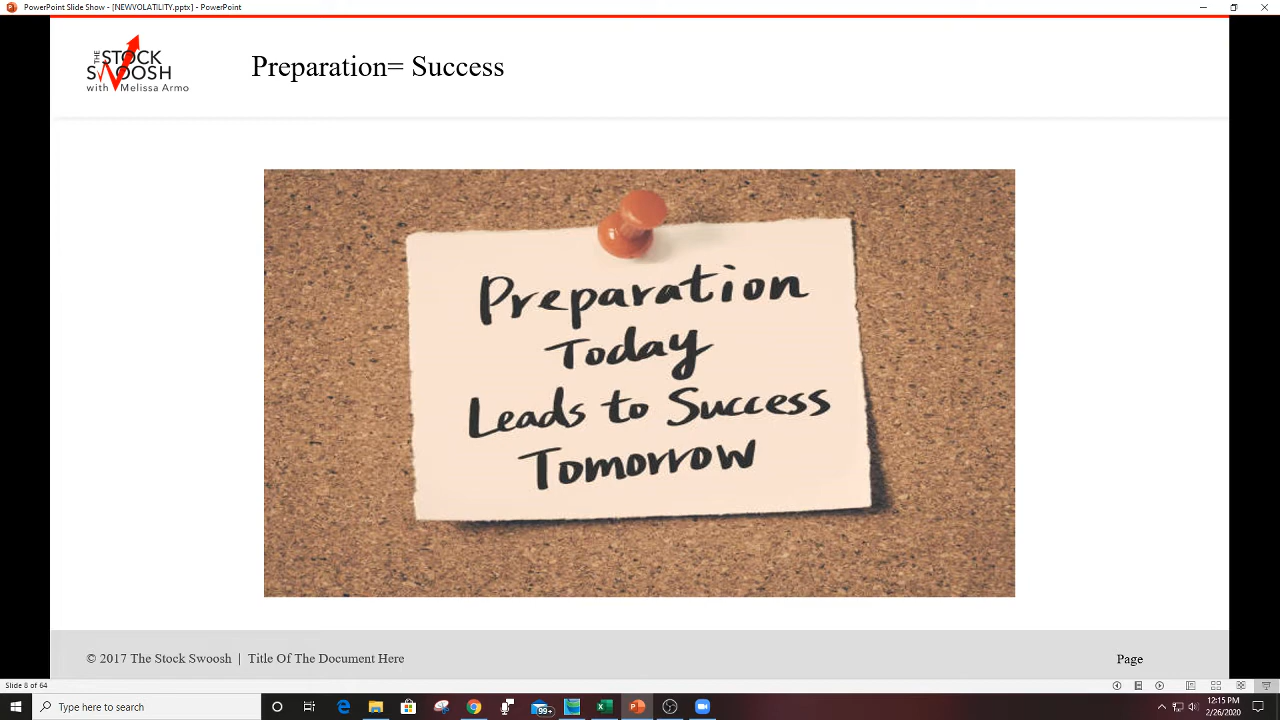 PowerPoint Slide Show - [NEWVOLATILITY.pptx] - PowerPoint
THE STOCK
SWOOSH
with Melissa Armo
Preparation= Success
Preparation
Today
Leads to Success
Tomorrow
© 2017 The Stock Swoosh | Title Of The Document Here
Page
Slide 8 of 64
Type here to search
99+
12:15 PM
2/26/2020